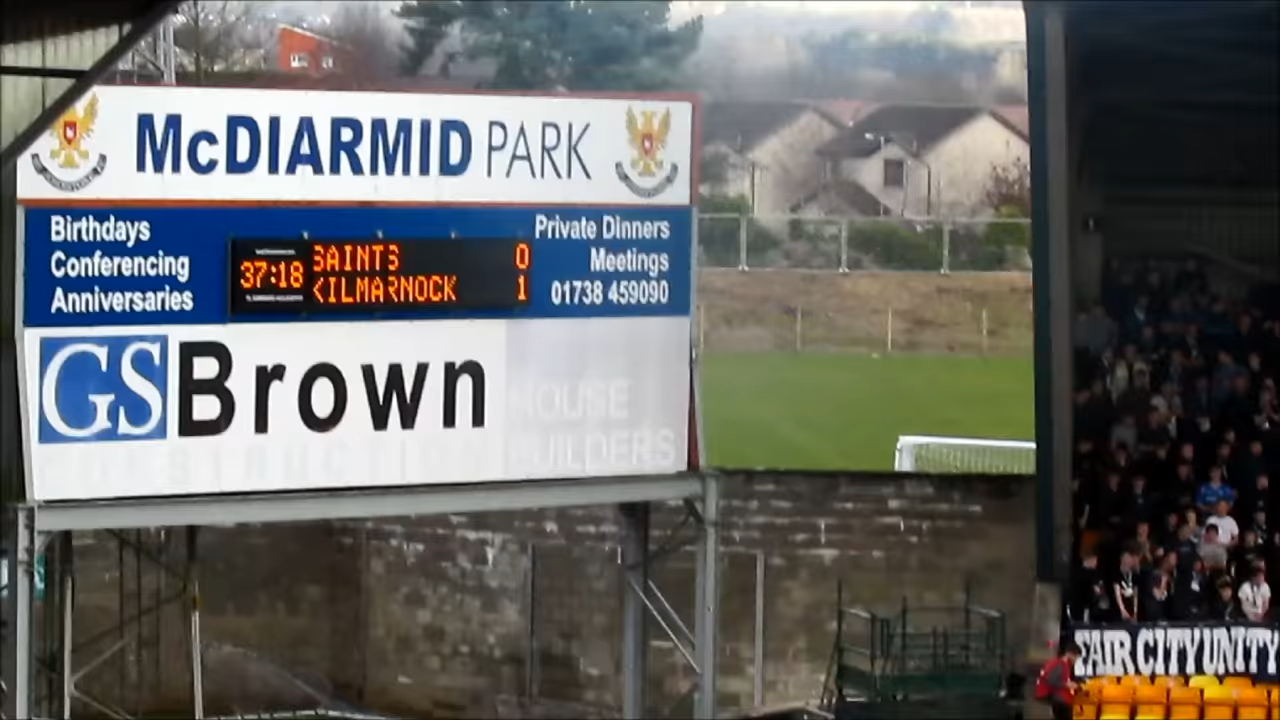 McDIARMID PARK
Birthdays
Conferencing
Anniversaries
37:18
SAINTS 0
KILMARNOCK 1
Private Dinners
Meetings
01738 459090
GS Brown
HOUSE
BUILDERS
CONSTRUCTION
FAIR CITY UNITY